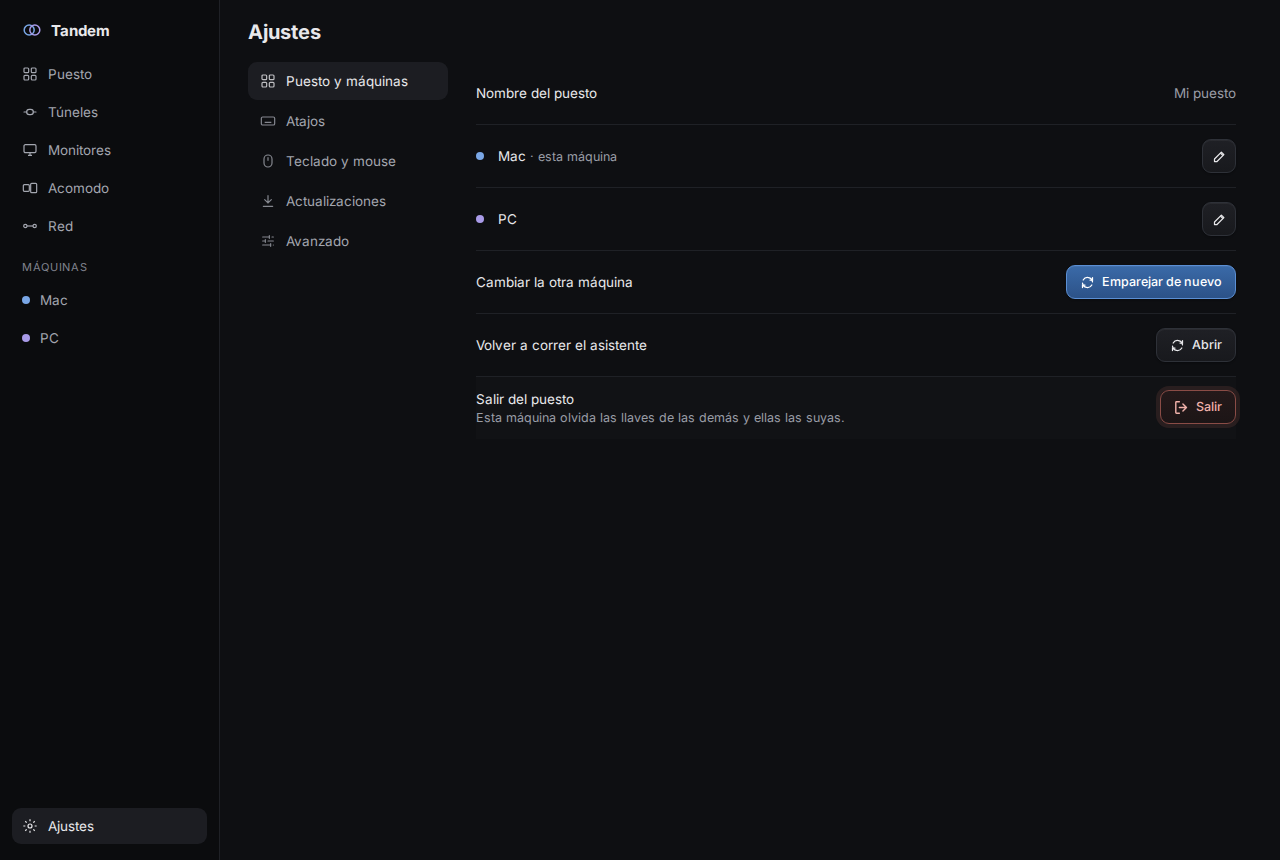 Tandem
Puesto
Túneles
Monitores
Acomodo
Red
MÁQUINAS
Mac
PC
Ajustes
Ajustes
Puesto y máquinas
Atajos
Teclado y mouse
Actualizaciones
Avanzado
Nombre del puesto
Mi puesto
Mac · esta máquina
PC
Cambiar la otra máquina
Emparejar de nuevo
Volver a correr el asistente
Abrir
Salir del puesto
Esta máquina olvida las llaves de las demás y ellas las suyas.
Salir